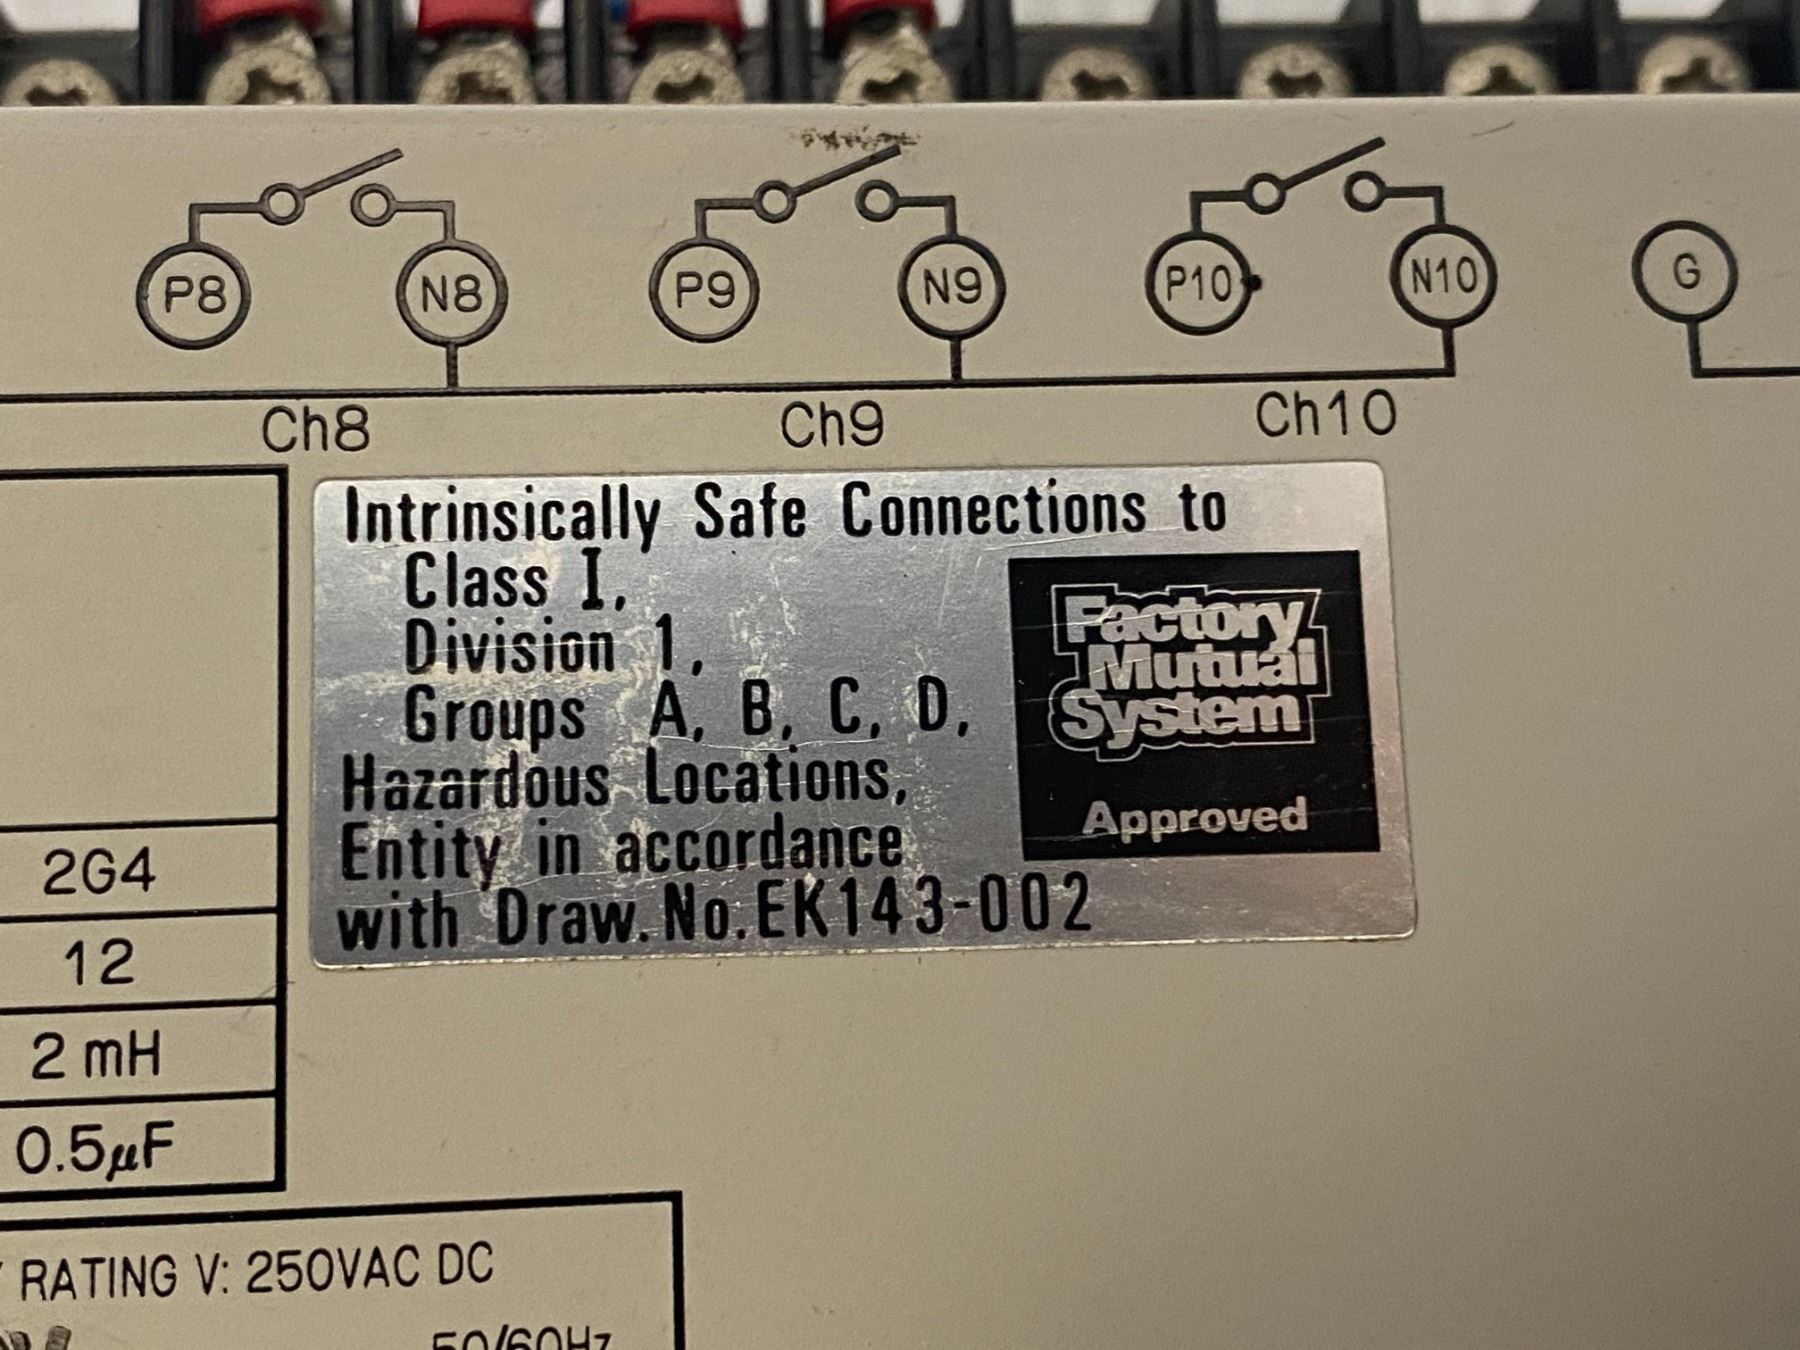 P8 N8 P9 N9 P10 N10 G
Ch8 Ch9 Ch10
Intrinsically Safe Connections to
Class I,
Division 1,
Groups A, B, C, D,
Hazardous Locations,
Entity in accordance
with Draw. No. EK143-002
Factory
Mutual
System
Approved
2G4
12
2 mH
0.5μF
RATING V: 250VAC DC
50/60Hz